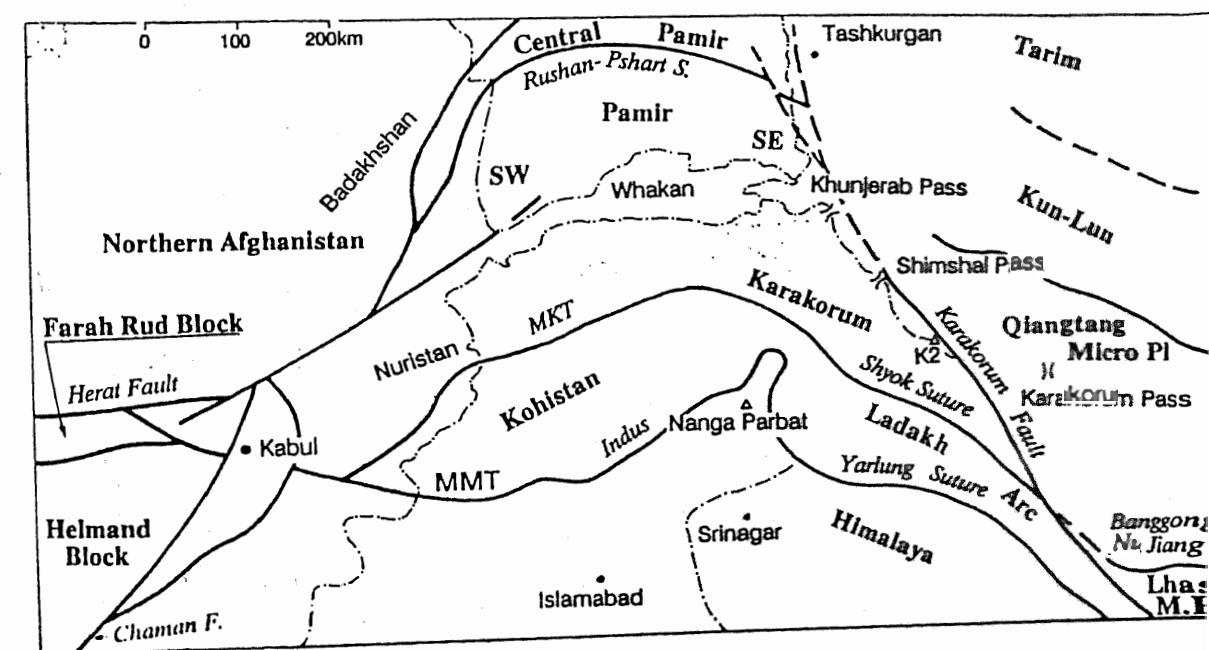 0 100 200km
Central Pamir
Tashkurgan
Tarim
Rushan-Pshart S.
Pamir
Badakhshan
SE
SW
Whakan
Khunjerab Pass
Kun-Lun
Northern Afghanistan
Shimshal Pass
Karakorum
Farah Rud Block
MKT
Karakorum Fault
Qiangtang
Micro Pl
K2
Nuristan
Herat Fault
Kohistan
Shyok Suture
Karakorum Pass
Nanga Parbat
Ladakh Arc
Indus
Kabul
Yarlung Suture
MMT
Helmand
Block
Himalaya
Srinagar
Banggong
Nu Jiang
Lhas
M.P
Islamabad
Chaman F.